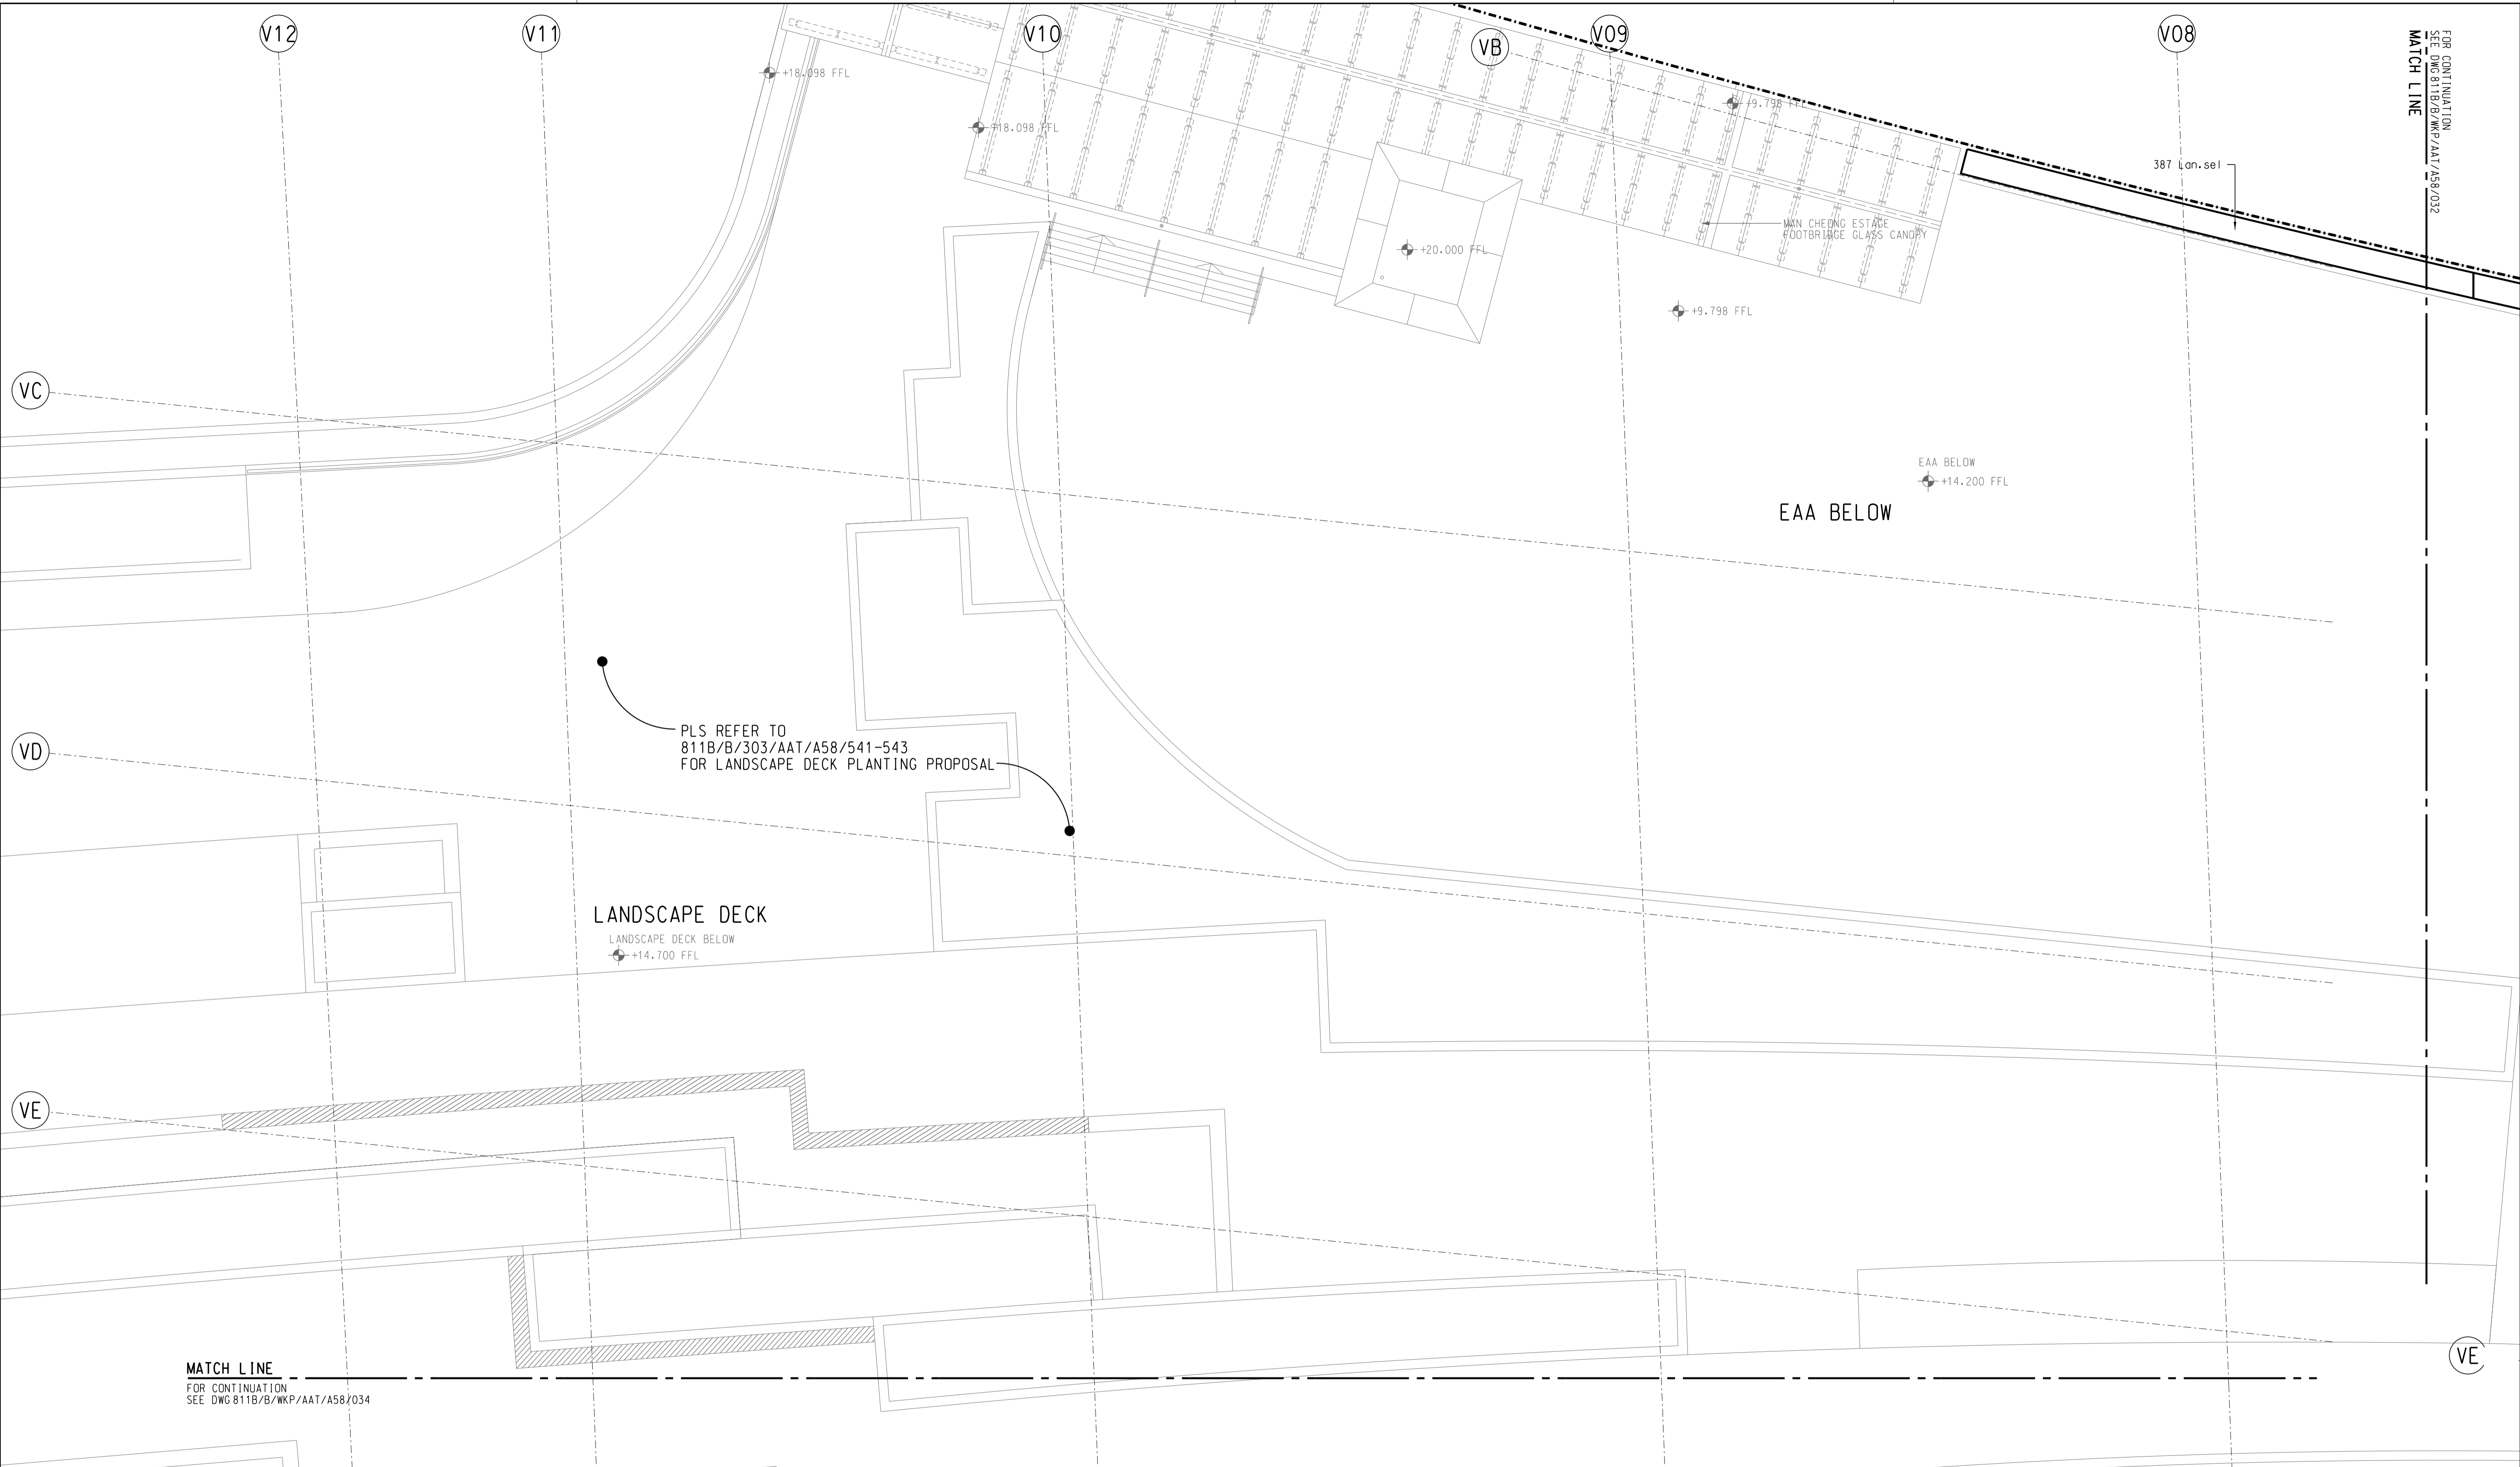 V12
V11
V10
VB
V09
V08
FOR CONTINUATION
SEE DWG 811B/B/WKP/AAT/A58/032
MATCH LINE
+18.098 FFL
+9.798 FFL
+18.098 FFL
387 Lan.sel
MAN CHEONG ESTATE
FOOTBRIDGE GLASS CANOPY
+20.000 FFL
+9.798 FFL
VC
EAA BELOW
+14.200 FFL
EAA BELOW
PLS REFER TO
811B/B/303/AAT/A58/541-543
FOR LANDSCAPE DECK PLANTING PROPOSAL
VD
LANDSCAPE DECK
LANDSCAPE DECK BELOW
+14.700 FFL
VE
VE
MATCH LINE
FOR CONTINUATION
SEE DWG 811B/B/WKP/AAT/A58/034